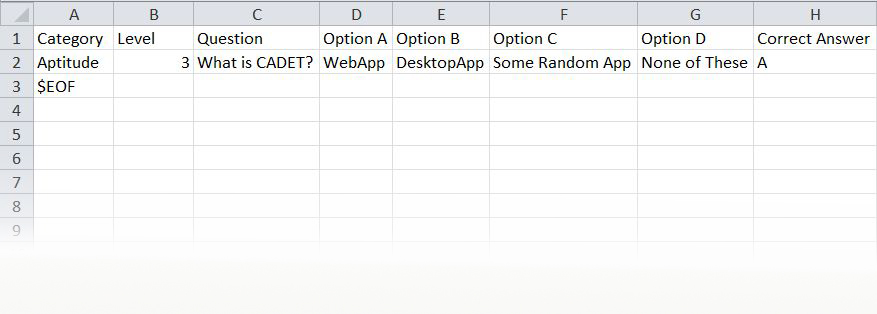 A B C D E F G H
1 Category Level Question Option A Option B Option C Option D Correct Answer
2 Aptitude 3 What is CADET? WebApp DesktopApp Some Random App None of These A
3 $EOF
4
5
6
7
8
9